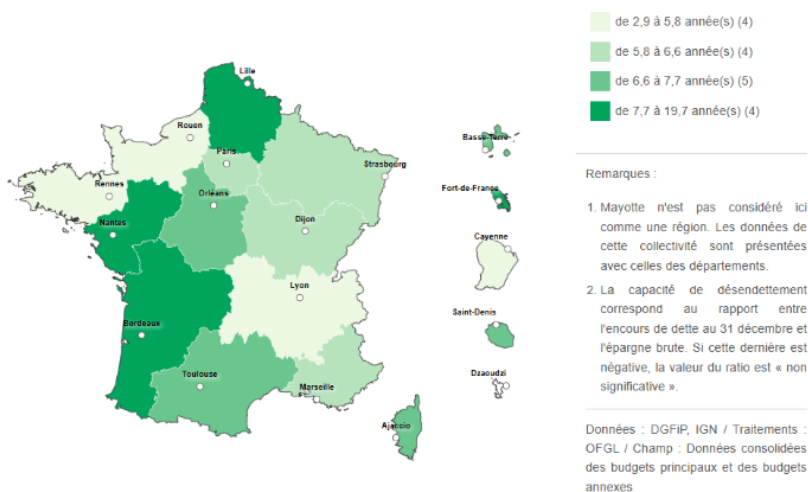 de 2,9 à 5,8 année(s) (4)
de 5,8 à 6,6 année(s) (4)
de 6,6 à 7,7 année(s) (5)
de 7,7 à 19,7 année(s) (4)
Lille
Rouen
Paris
Strasbourg
Rennes
Orléans
Nantes
Dijon
Lyon
Bordeaux
Toulouse
Marseille
Ajaccio
Basse-Terre
Fort-de-France
Cayenne
Saint-Denis
Dzaoudzi
Remarques :
1. Mayotte n'est pas considéré ici
comme une région. Les données de
cette collectivité sont présentées
avec celles des départements.
2. La capacité de désendettement
correspond au rapport entre
l'encours de dette au 31 décembre et
l'épargne brute. Si cette dernière est
négative, la valeur du ratio est « non
significative ».
Données : DGFiP, IGN / Traitements :
OFGL / Champ : Données consolidées
des budgets principaux et des budgets
annexes